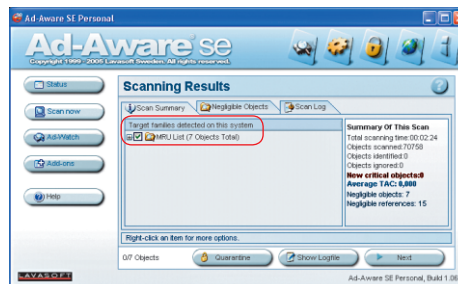 Ad-Aware SE Personal
Ad-Aware se
Copyright 1999-2005 Lavasoft Sweden. All rights reserved.
Status
Scan now
Ad-Watch
Add-ons
Help
Scanning Results
Scan Summary
Negligible Objects
Scan Log
Target families detected on this system
MRU List (7 Objects Total)
Summary Of This Scan
Total scanning time:00:02:24
Objects scanned:70758
Objects identified:0
Objects ignored:0
New critical objects:0
Average TAC: 0,000
Negligible objects: 7
Negligible references: 15
Right-click an item for more options.
0/7 Objects
Quarantine
Show Logfile
Next
LAVASOFT
Ad-Aware SE Personal, Build 1.06